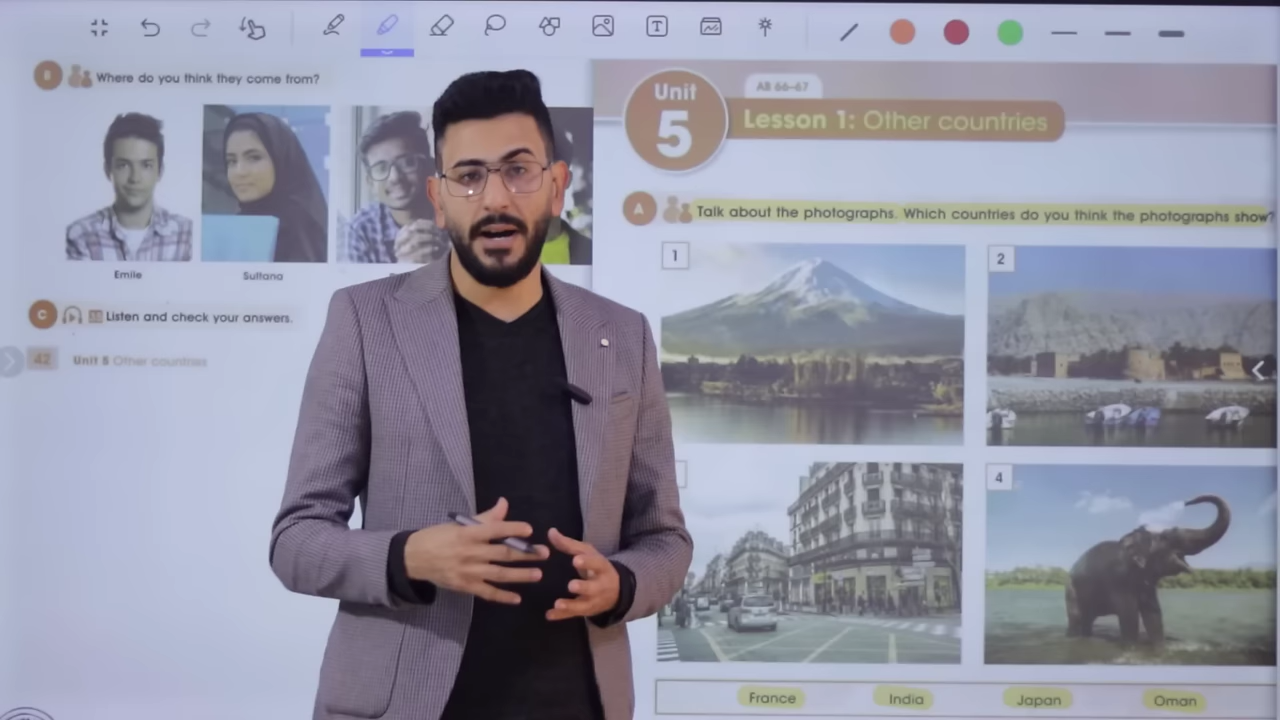 B Where do you think they come from?
Emile
Sultana
C Listen and check your answers.
42 Unit 5 Other countries
Unit 5
AB 66–67
Lesson 1: Other countries
A Talk about the photographs. Which countries do you think the photographs show?
1
2
4
France India Japan Oman